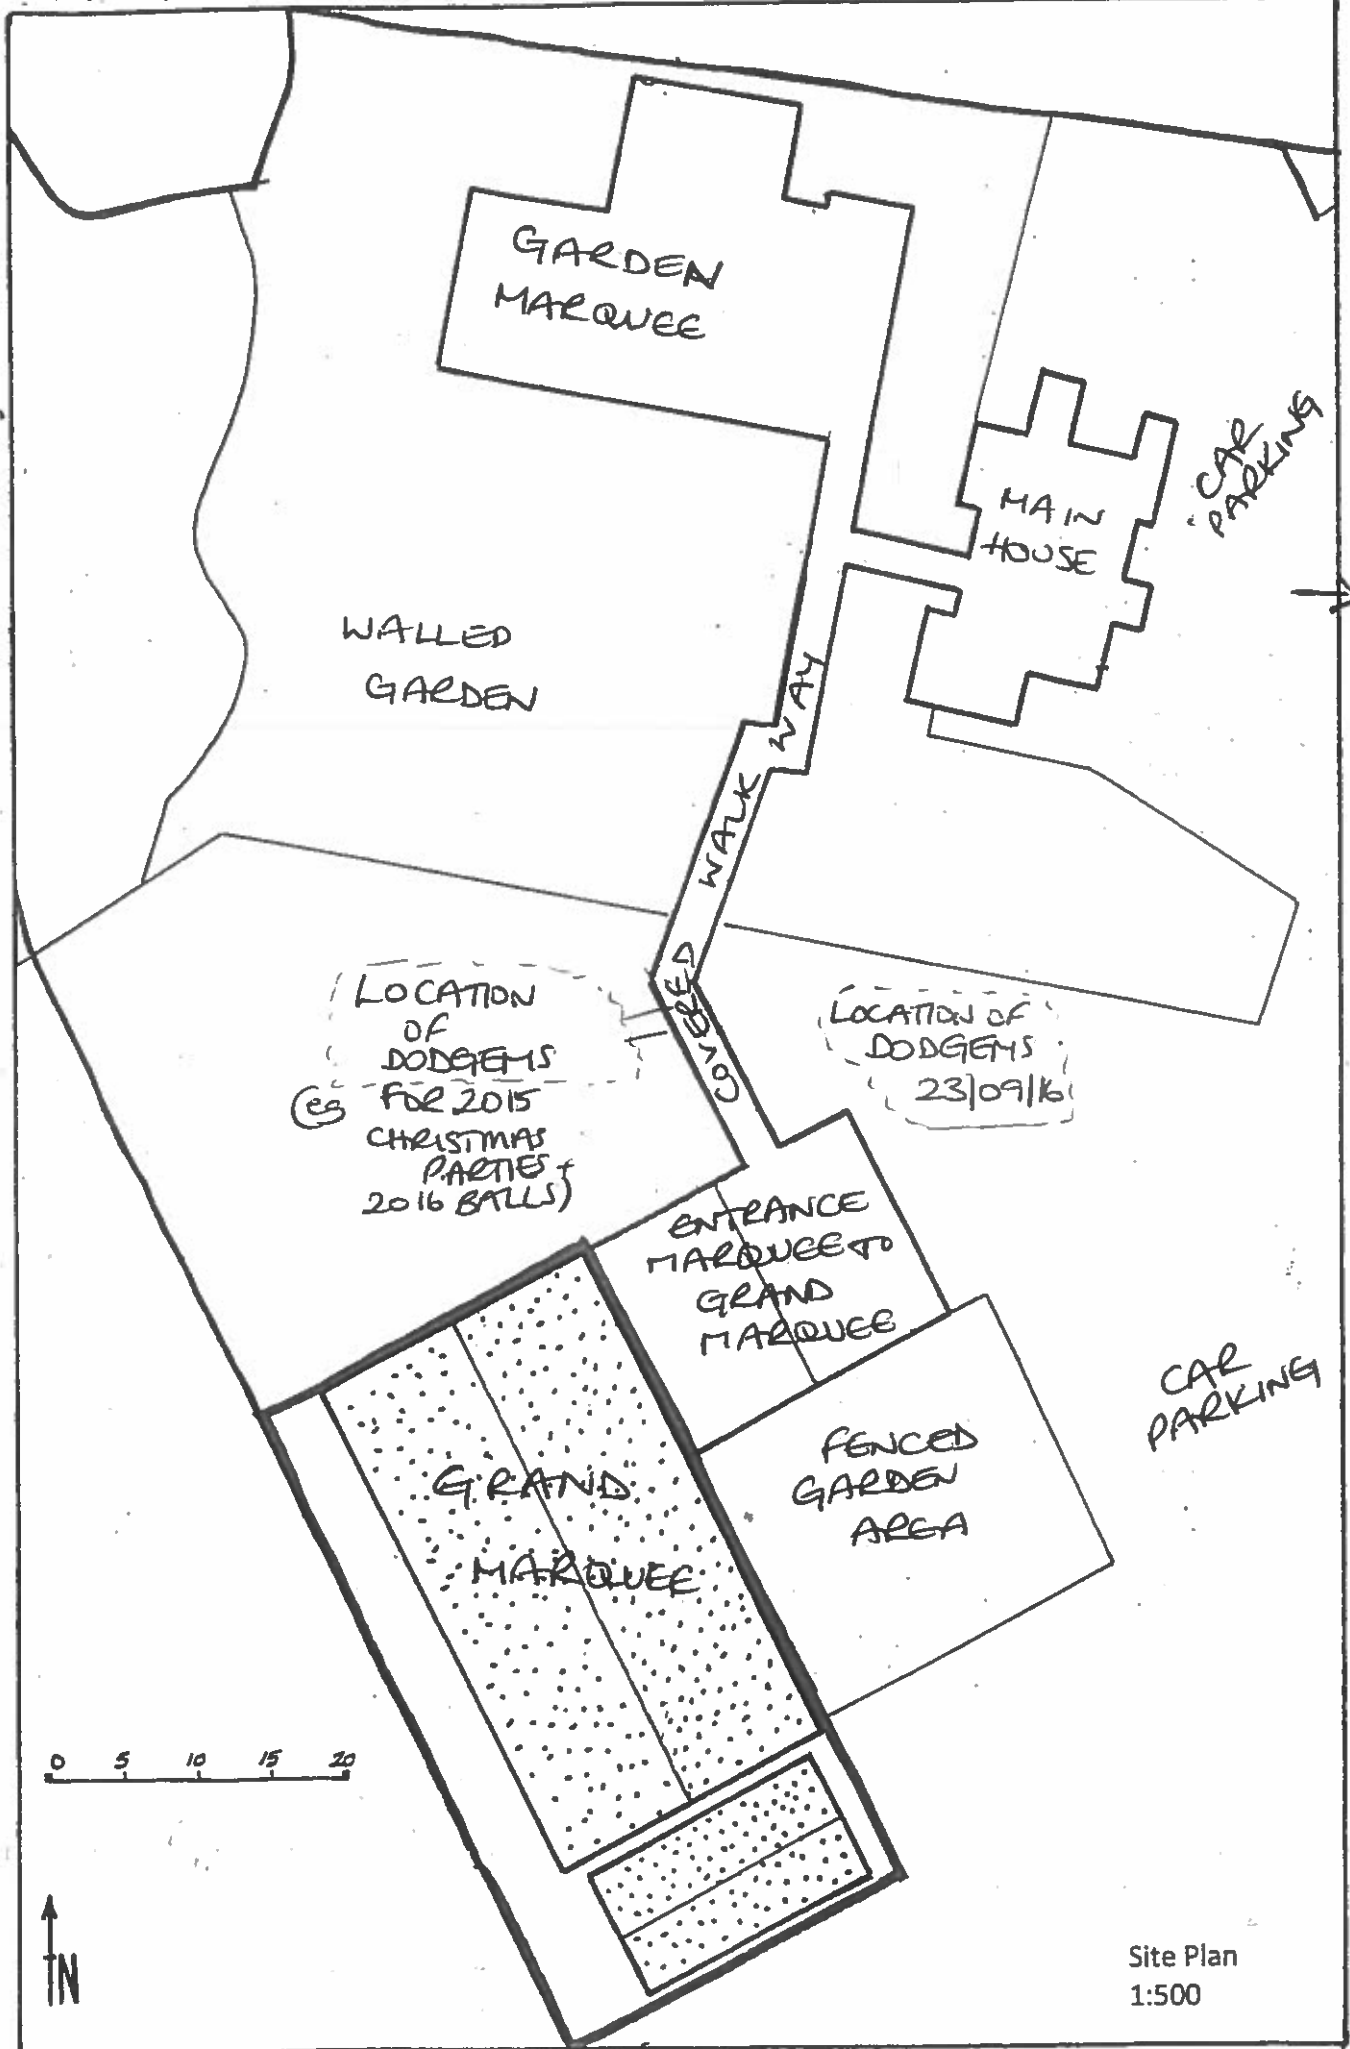 GARDEN
MARQUEE
CAR
PARKING
MAIN
HOUSE
WALLED
GARDEN
COVERED WALK WAY
LOCATION
OF
DODGEMS
(eg FOR 2015
CHRISTMAS
PARTIES +
2016 BALLS)
LOCATION OF
DODGEMS
23/09/16
ENTRANCE
MARQUEE TO
GRAND
MARQUEE
CAR
PARKING
FENCED
GARDEN
AREA
GRAND
MARQUEE
0 5 10 15 20
N
Site Plan
1:500